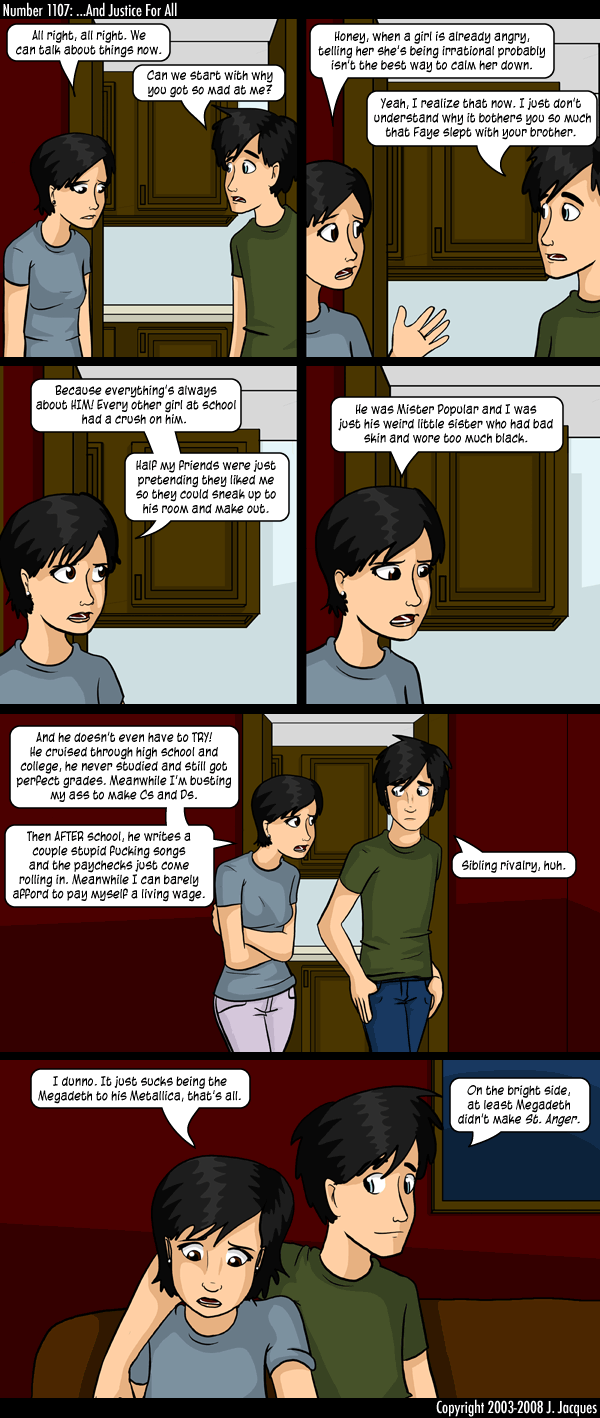 Number 1107: ...And Justice For All
All right, all right. We
can talk about things now.
Can we start with why
you got so mad at me?
Honey, when a girl is already angry,
telling her she's being irrational probably
isn't the best way to calm her down.
Yeah, I realize that now. I just don't
understand why it bothers you so much
that Faye slept with your brother.
Because everything's always
about HIM! Every other girl at school
had a crush on him.
Half my friends were just
pretending they liked me
so they could sneak up to
his room and make out.
He was Mister Popular and I was
just his weird little sister who had bad
skin and wore too much black.
And he doesn't even have to TRY!
He cruised through high school and
college, he never studied and still got
perfect grades. Meanwhile I'm busting
my ass to make Cs and Ds.
Then AFTER school, he writes a
couple stupid fucking songs
and the paychecks just come
rolling in. Meanwhile I can barely
afford to pay myself a living wage.
Sibling rivalry, huh.
I dunno. It just sucks being the
Megadeth to his Metallica, that's all.
On the bright side,
at least Megadeth
didn't make St. Anger.
Copyright 2003-2008 J. Jacques